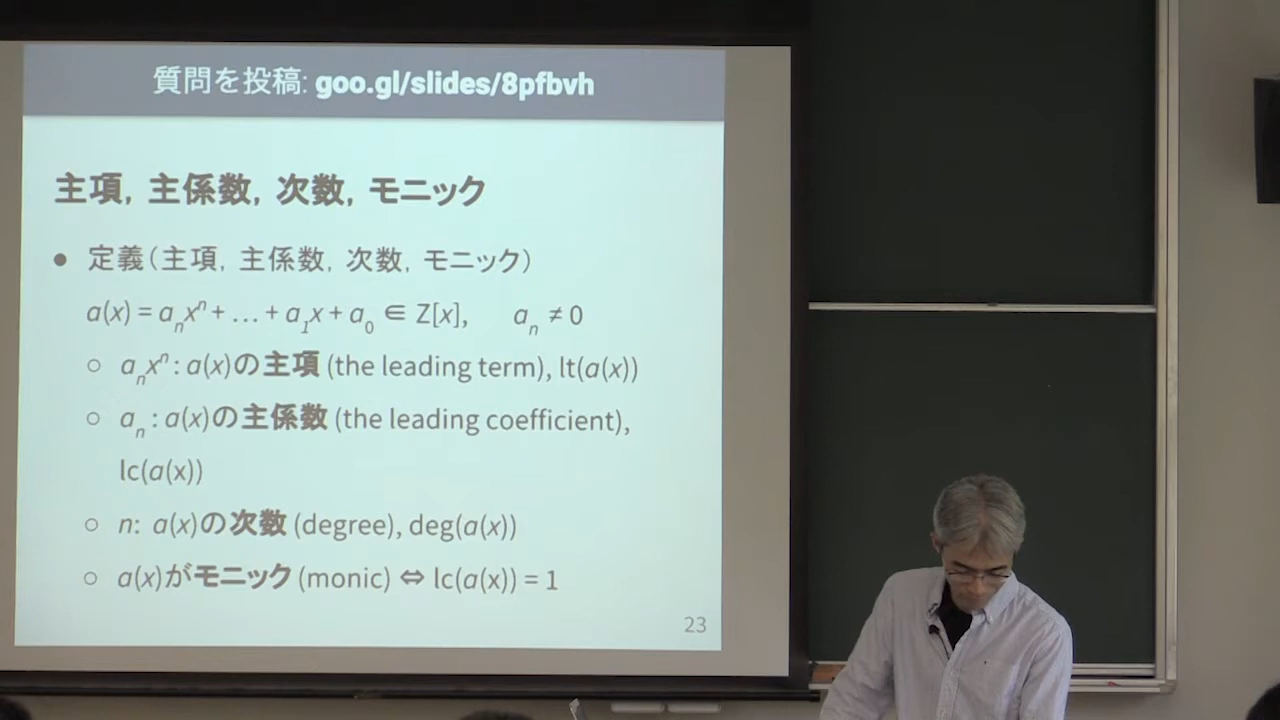 質問を投稿: goo.gl/slides/8pfbvh
主項, 主係数, 次数, モニック
● 定義(主項, 主係数, 次数, モニック)
a(x) = aₙxⁿ + … + a₁x + a₀ ∈ Z[x], aₙ ≠ 0
○ aₙxⁿ : a(x)の主項 (the leading term), lt(a(x))
○ aₙ : a(x)の主係数 (the leading coefficient),
lc(a(x))
○ n: a(x)の次数 (degree), deg(a(x))
○ a(x)がモニック (monic) ⇔ lc(a(x)) = 1
23